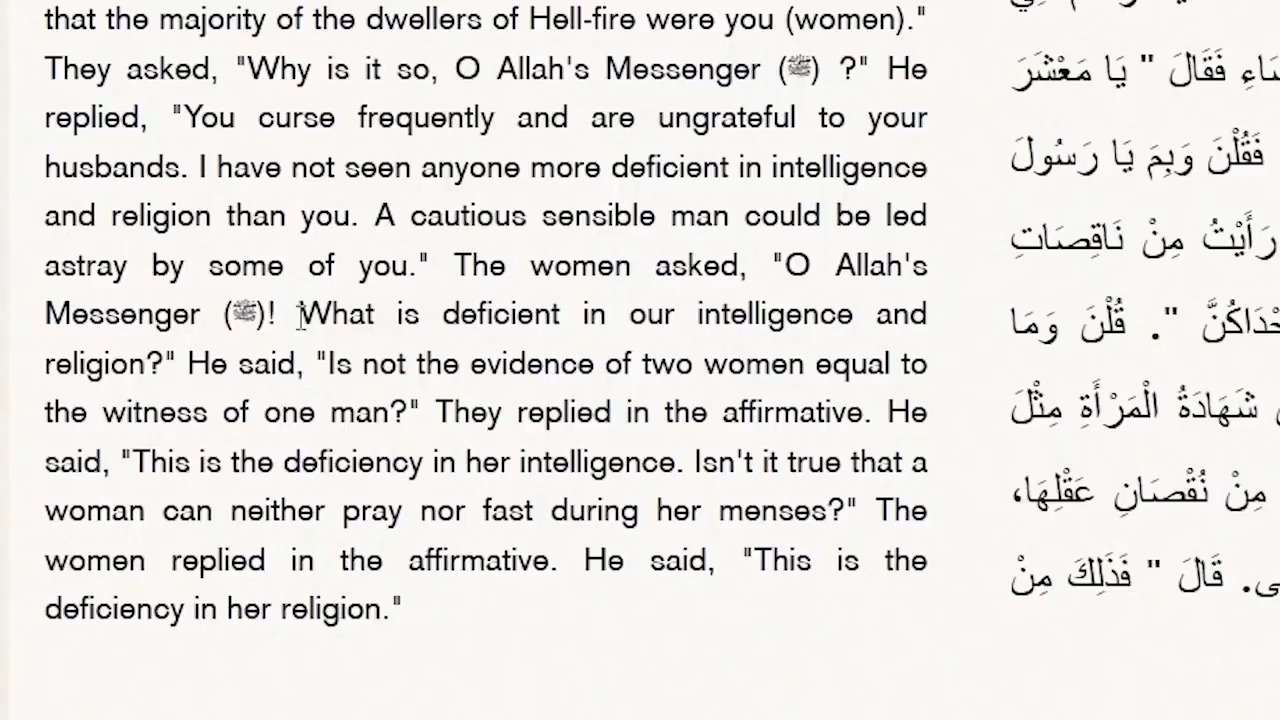 that the majority of the dwellers of Hell-fire were you (women)."
They asked, "Why is it so, O Allah's Messenger (ﷺ) ?" He
replied, "You curse frequently and are ungrateful to your
husbands. I have not seen anyone more deficient in intelligence
and religion than you. A cautious sensible man could be led
astray by some of you." The women asked, "O Allah's
Messenger (ﷺ)! What is deficient in our intelligence and
religion?" He said, "Is not the evidence of two women equal to
the witness of one man?" They replied in the affirmative. He
said, "This is the deficiency in her intelligence. Isn't it true that a
woman can neither pray nor fast during her menses?" The
women replied in the affirmative. He said, "This is the
deficiency in her religion."
فَقَالَ " يَا مَعْشَرَ
فَقُلْنَ وَبِمَ يَا رَسُولَ
رَأَيْتُ مِنْ نَاقِصَاتِ
". قُلْنَ وَمَا
شَهَادَةُ الْمَرْأَةِ مِثْلَ
مِنْ نُقْصَانِ عَقْلِهَا،
قَالَ " فَذَلِكَ مِنْ